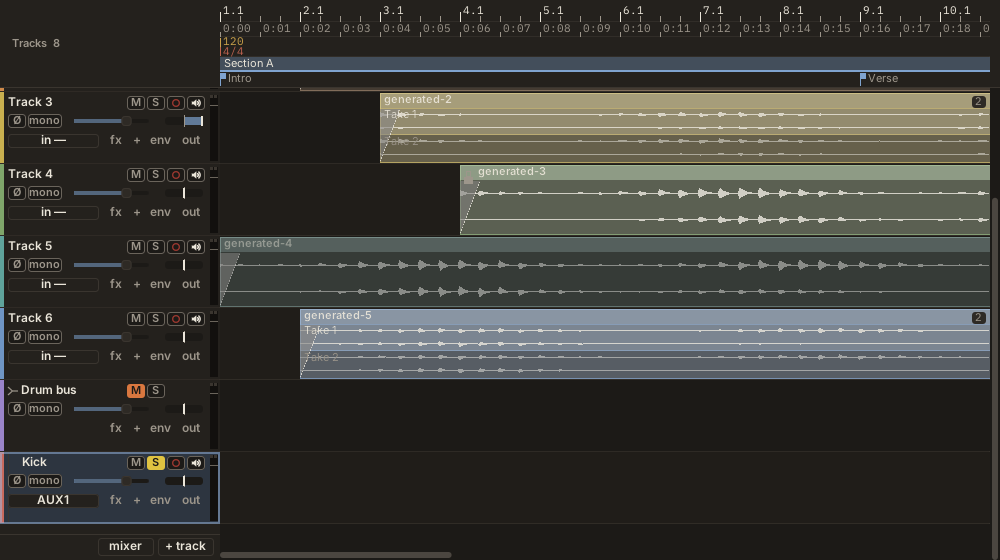 1.1 2.1 3.1 4.1 5.1 6.1 7.1 8.1 9.1 10.1
0:00 0:01 0:02 0:03 0:04 0:05 0:06 0:07 0:08 0:09 0:10 0:11 0:12 0:13 0:14 0:15 0:16 0:17 0:18 0
Tracks 8
120
4/4
Section A
Intro Verse
Track 3 M S
Ø mono
in — fx + env out
generated-2 2
Take 1
Take 2
Track 4 M S
Ø mono
in — fx + env out
generated-3
Track 5 M S
Ø mono
in — fx + env out
generated-4
Track 6 M S
Ø mono
in — fx + env out
generated-5 2
Take 1
Take 2
Drum bus M S
Ø mono
fx + env out
Kick M S
Ø mono
AUX1 fx + env out
mixer + track